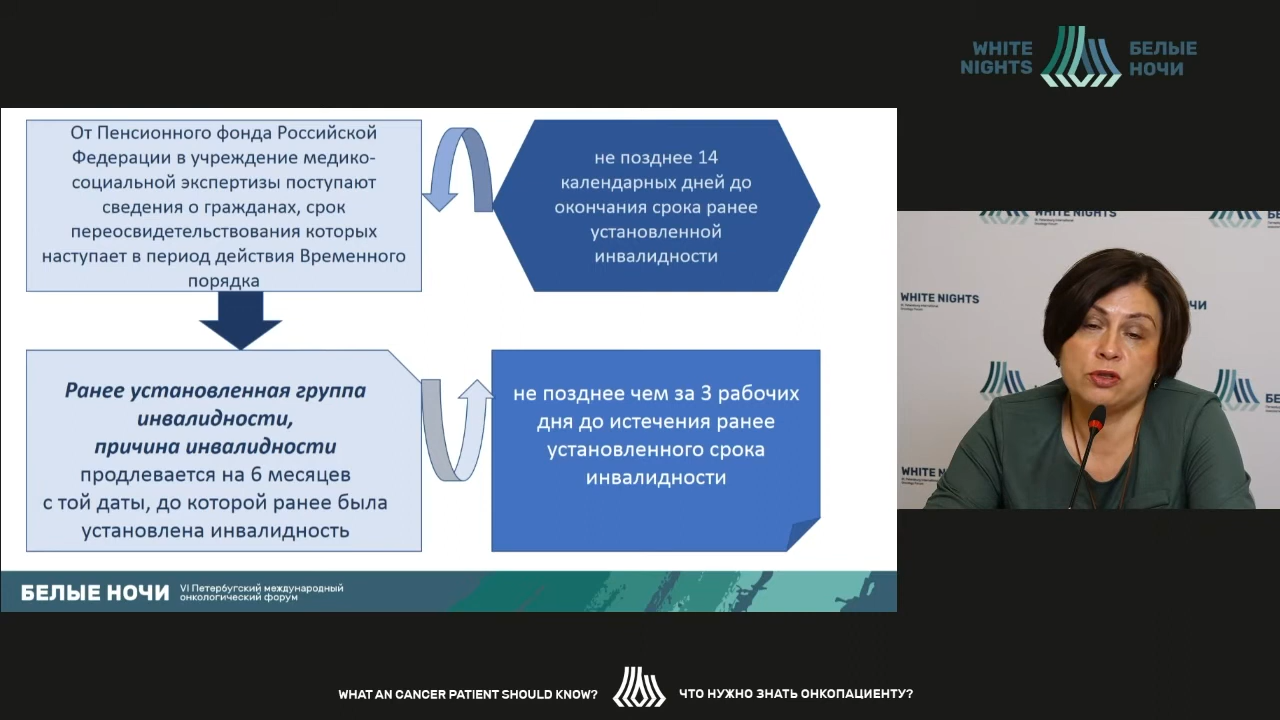 WHITE
NIGHTS
БЕЛЫЕ
НОЧИ
От Пенсионного фонда Российской
Федерации в учреждение медико-
социальной экспертизы поступают
сведения о гражданах, срок
переосвидетельствования которых
наступает в период действия Временного
порядка
не позднее 14
календарных дней до
окончания срока ранее
установленной
инвалидности
Ранее установленная группа
инвалидности,
причина инвалидности
продлевается на 6 месяцев
с той даты, до которой ранее была
установлена инвалидность
не позднее чем за 3 рабочих
дня до истечения ранее
установленного срока
инвалидности
WHITE NIGHTS
WHITE NIGHTS
ЧИ
БЕ
БЕ
WHITE N
БЕЛЫЕ НОЧИ
VI Петербугский международный
онкологический форум
WHAT AN CANCER PATIENT SHOULD KNOW?
ЧТО НУЖНО ЗНАТЬ ОНКОПАЦИЕНТУ?